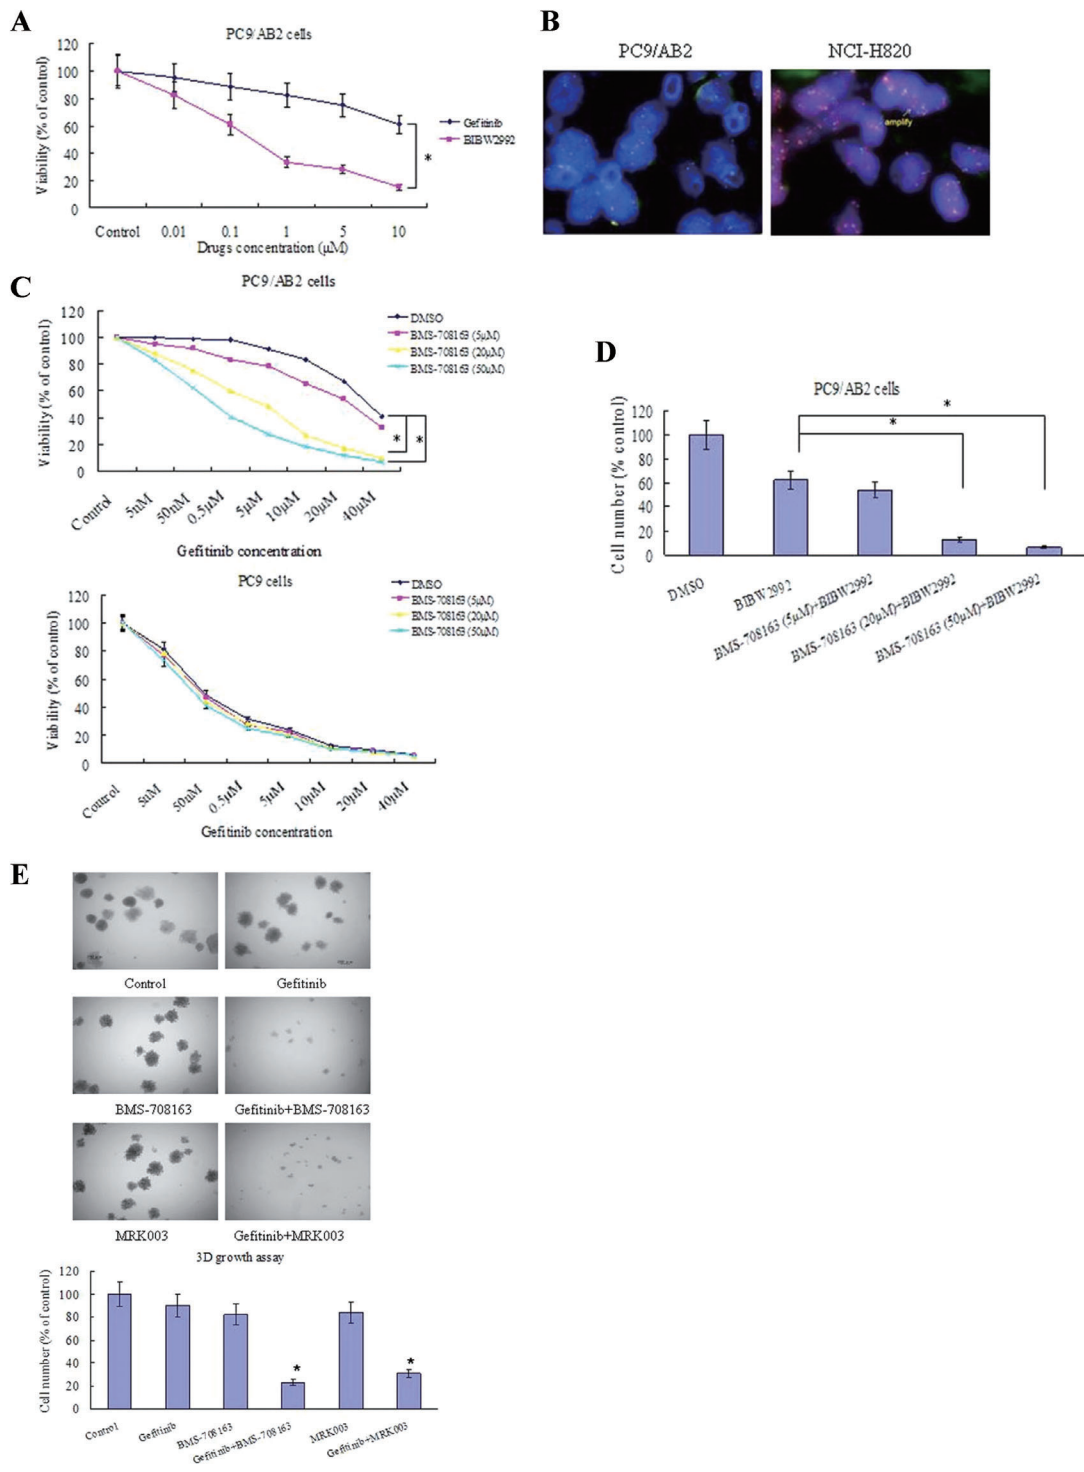 A
PC9/AB2 cells
120
100
80
60
40
20
0
Viability (% of control)
Control 0.01 0.1 1 5 10
Drugs concentration (μM)
Gefitinib
BIBW2992
*
B
PC9/AB2
NCI-H820
amplify
C
PC9/AB2 cells
120
100
80
60
40
20
0
Viability (% of control)
Control 5nM 50nM 0.5μM 5μM 10μM 20μM 40μM
Gefitinib concentration
DMSO
BMS-708163 (5μM)
BMS-708163 (20μM)
BMS-708163 (50μM)
* *
PC9 cells
120
100
80
60
40
20
0
Viability (% of control)
Control 5nM 50nM 0.5μM 5μM 10μM 20μM 40μM
Gefitinib concentration
DMSO
BMS-708163 (5μM)
BMS-708163 (20μM)
BMS-708163 (50μM)
D
PC9/AB2 cells
120
100
80
60
40
20
0
Cell number (% control)
*
*
DMSO
BIBW2992
BMS-708163 (5μM)+BIBW2992
BMS-708163 (20μM)+BIBW2992
BMS-708163 (50μM)+BIBW2992
E
Control
Gefitinib
BMS-708163
Gefitinib+BMS-708163
MRK003
Gefitinib+MRK003
3D growth assay
120
100
80
60
40
20
0
Cell number (% of control)
*
*
Control
Gefitinib
BMS-708163
Gefitinib+BMS-708163
MRK003
Gefitinib+MRK003